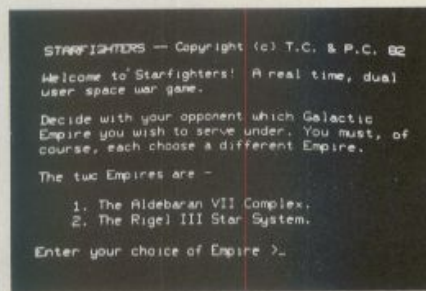 STARFIGHTERS -- Copyright (c) T.C. & P.C. 82
Welcome to Starfighters!  A real time, dual
user space war game.
Decide with your opponent which Galactic
Empire you wish to serve under. You must, of
course, each choose a different Empire.
The two Empires are -
1. The Aldebaran VII Complex.
2. The Rigel III Star System.
Enter your choice of Empire >_